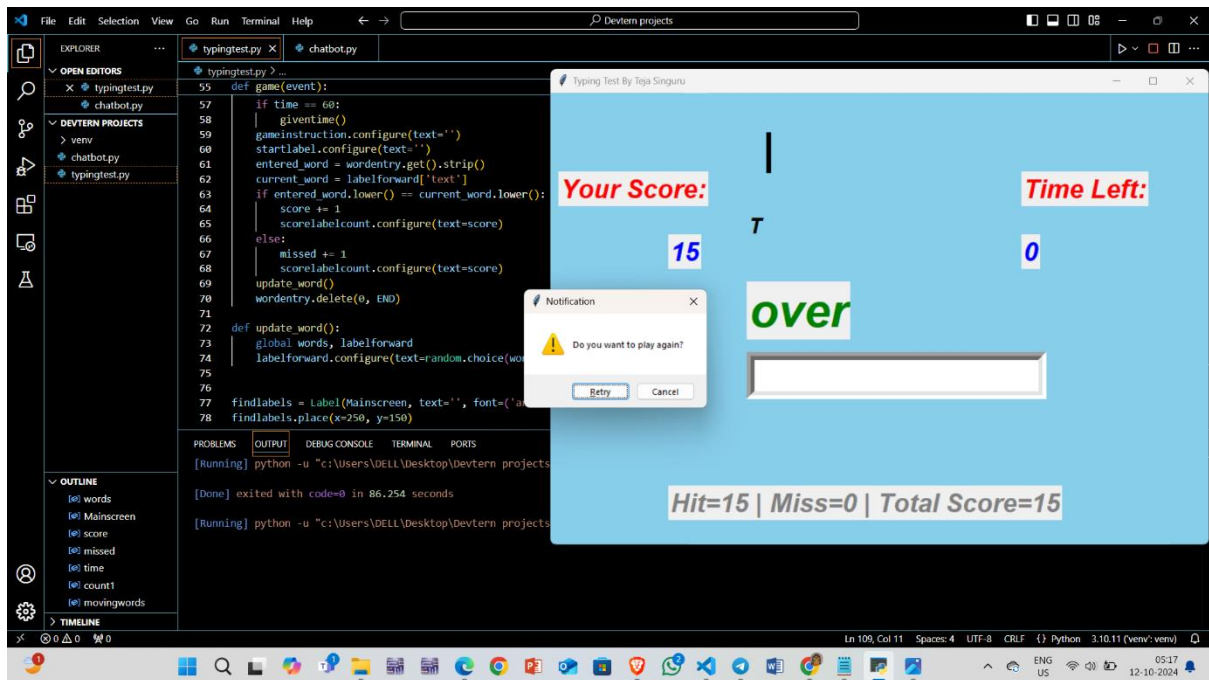 File Edit Selection View Go Run Terminal Help
Devtern projects
EXPLORER
OPEN EDITORS
typingtest.py
chatbot.py
DEVTERN PROJECTS
venv
chatbot.py
typingtest.py
OUTLINE
words
Mainscreen
score
missed
time
count1
movingwords
TIMELINE
typingtest.py
chatbot.py
typingtest.py > ...
55 def game(event):
57 if time == 60:
58 giventime()
59 gameinstruction.configure(text='')
60 startlabel.configure(text='')
61 entered_word = wordentry.get().strip()
62 current_word = labelforward['text']
63 if entered_word.lower() == current_word.lower():
64 score += 1
65 scorelabelcount.configure(text=score)
66 else:
67 missed += 1
68 scorelabelcount.configure(text=score)
69 update_word()
70 wordentry.delete(0, END)
71
72 def update_word():
73 global words, labelforward
74 labelforward.configure(text=random.choice(wo
75
76
77 findlabels = Label(Mainscreen, text='', font=('a
78 findlabels.place(x=250, y=150)
PROBLEMS OUTPUT DEBUG CONSOLE TERMINAL PORTS
[Running] python -u "c:\Users\DELL\Desktop\Devtern projects
[Done] exited with code=0 in 86.254 seconds
[Running] python -u "c:\Users\DELL\Desktop\Devtern projects
Typing Test By Teja Singuru
Your Score:
Time Left:
T
15
0
over
Hit=15 | Miss=0 | Total Score=15
Notification
Do you want to play again?
Retry Cancel
0 0 0
Ln 109, Col 11 Spaces: 4 UTF-8 CRLF {} Python 3.10.11 ('venv': venv)
ENG
US
05:17
12-10-2024